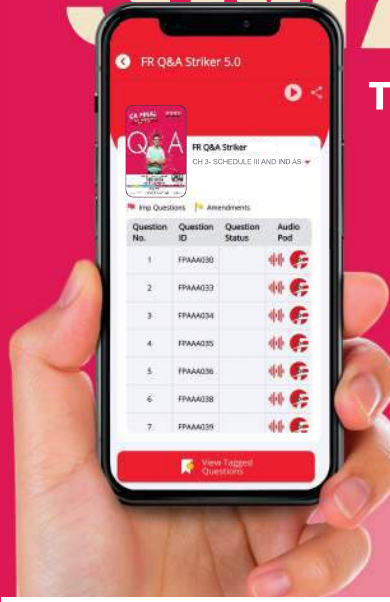 T
FR Q&A Striker 5.0
CA FINAL
Q A
FR Q&A Striker
CH 3- SCHEDULE III AND IND AS
Imp Questions Amendments
Question No. Question ID Question Status Audio Pod
1 FPAAA030
2 FPAAA033
3 FPAAA034
4 FPAAA035
5 FPAAA036
6 FPAAA038
7 FPAAA039
View Tagged
Questions